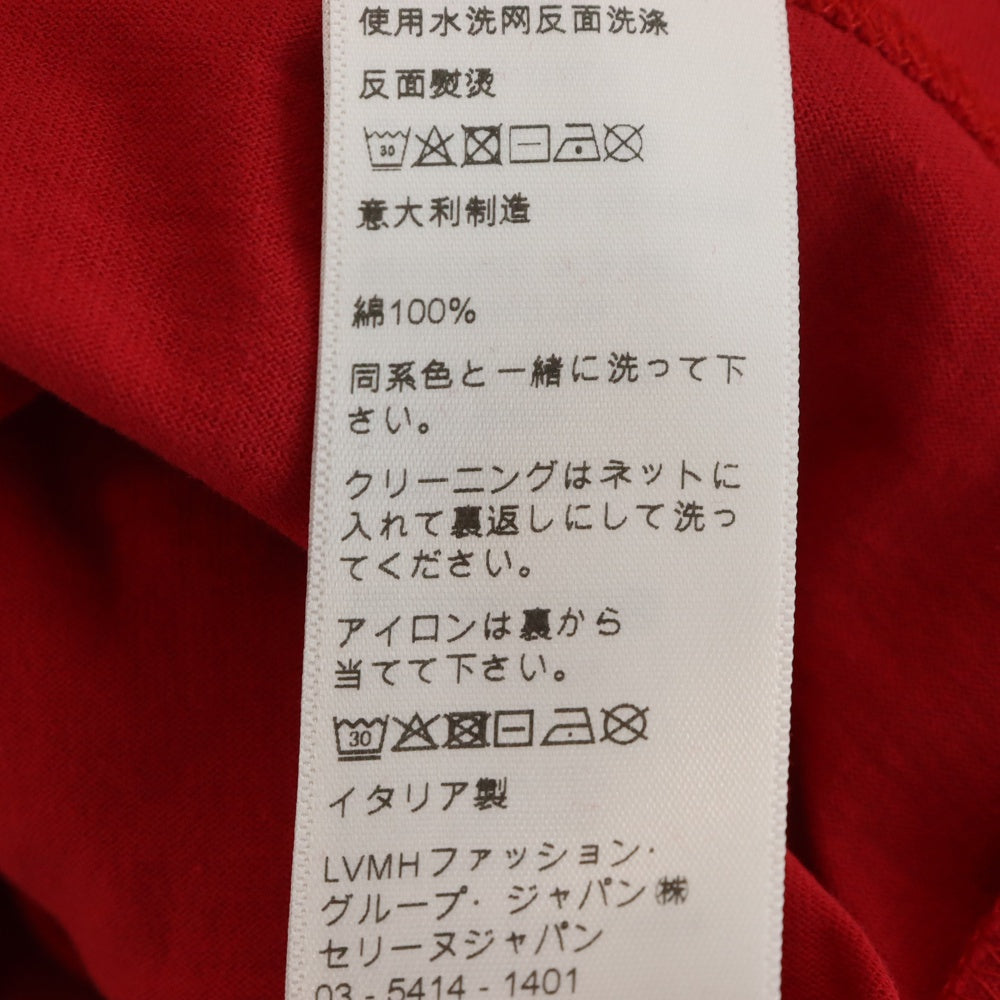 使用水洗网反面洗涤
反面熨烫
30
意大利制造
綿100%
同系色と一緒に洗って下
さい。
クリーニングはネットに
入れて裏返しにして洗っ
てください。
アイロンは裏から
当てて下さい。
30
イタリア製
LVMHファッション・
グループ・ジャパン㈱
セリーヌジャパン
03 - 5414 - 1401